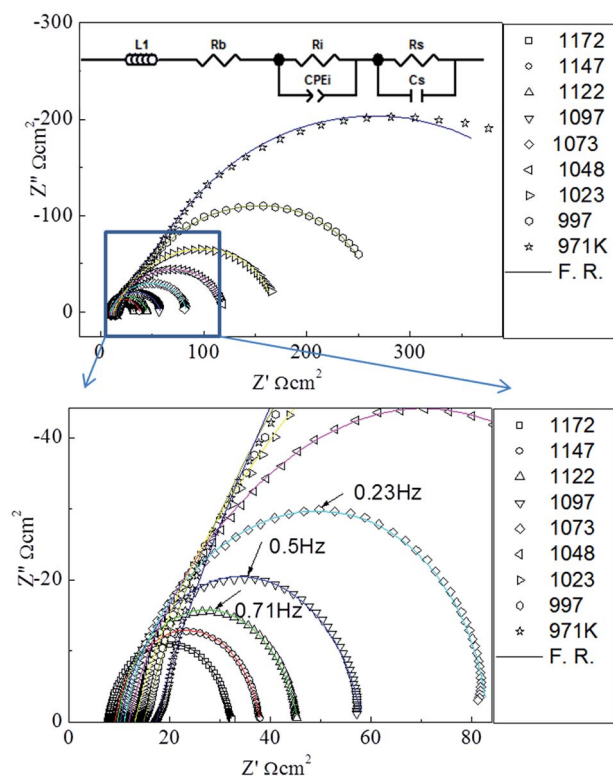 -300
-200
-100
0
Z'' Ωcm²
L1
Rb
Ri
CPEi
Rs
Cs
0 100 200 300
Z' Ωcm²
1172
1147
1122
1097
1073
1048
1023
997
971K
F. R.
-40
-20
0
Z'' Ωcm²
0.23Hz
0.5Hz
0.71Hz
0 20 40 60 80
Z' Ωcm²
1172
1147
1122
1097
1073
1048
1023
997
971K
F. R.